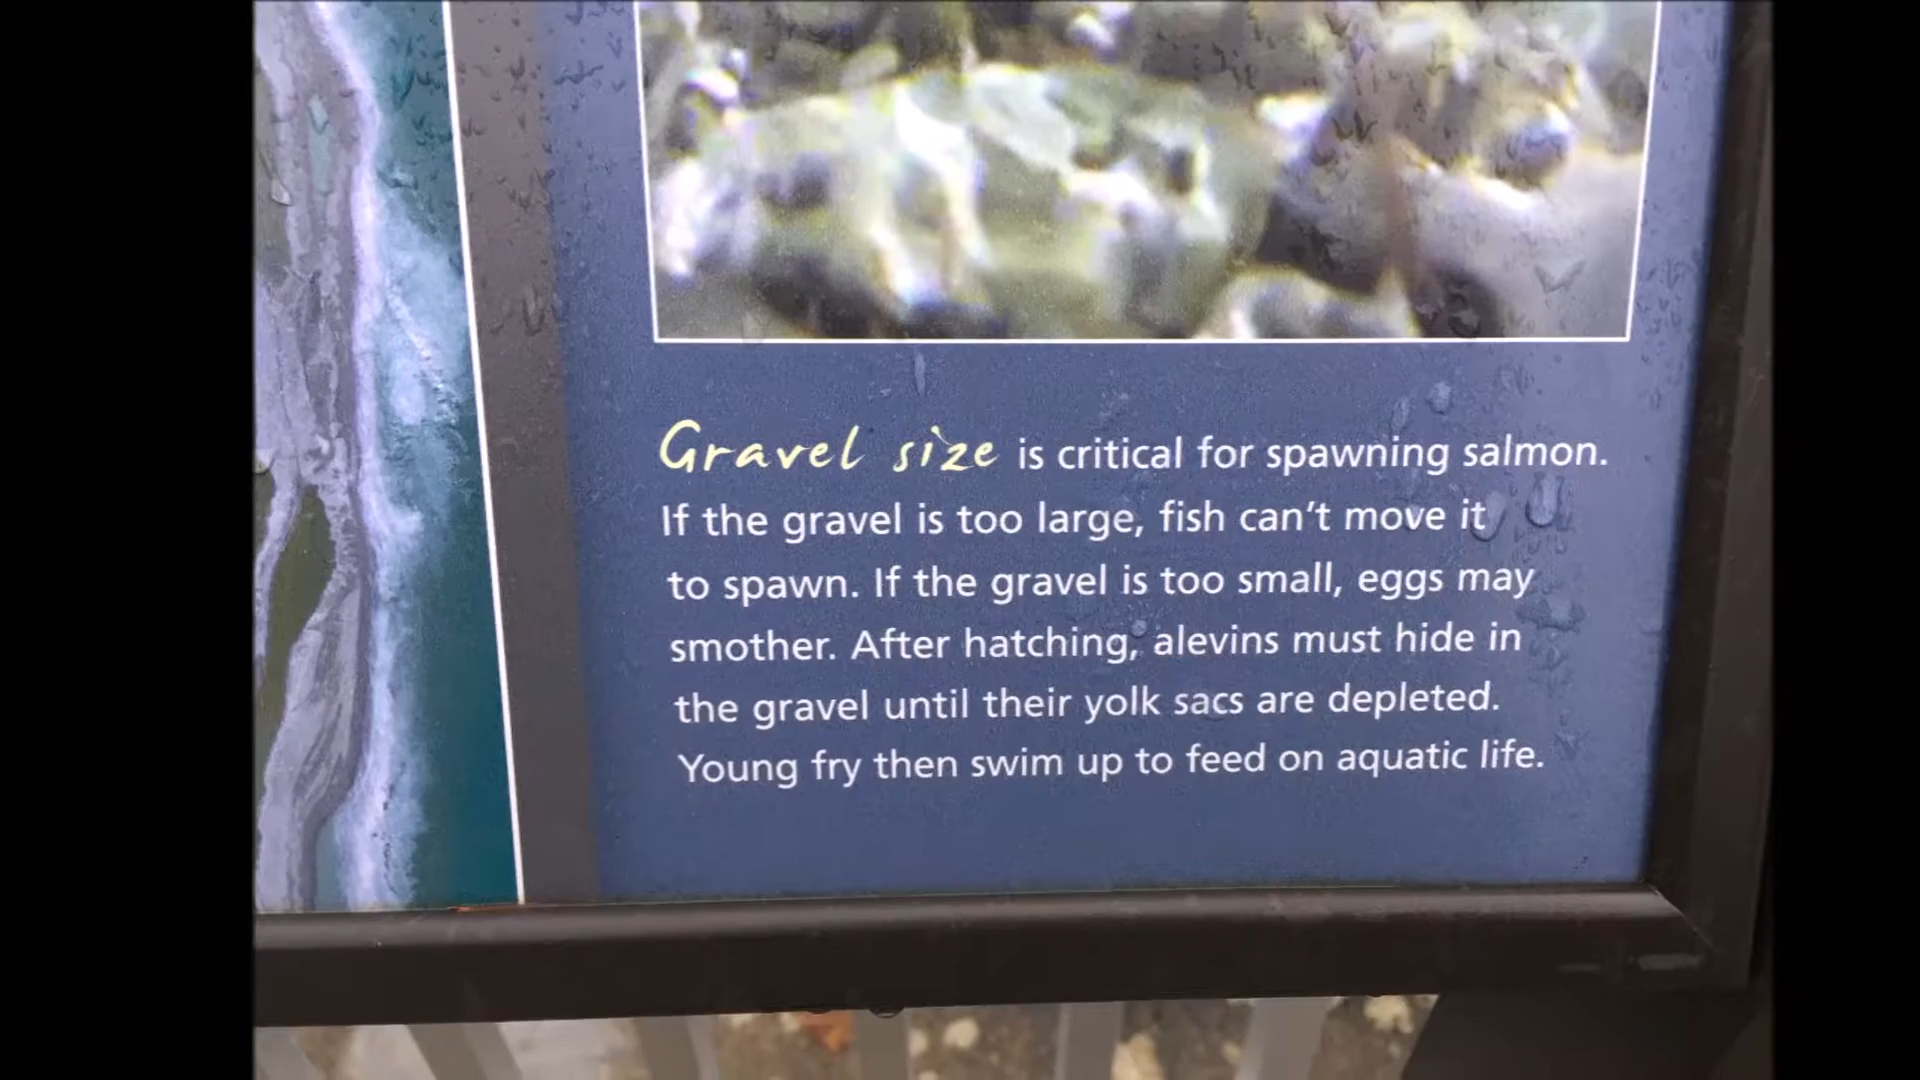 Gravel size is critical for spawning salmon.
If the gravel is too large, fish can't move it
to spawn. If the gravel is too small, eggs may
smother. After hatching, alevins must hide in
the gravel until their yolk sacs are depleted.
Young fry then swim up to feed on aquatic life.